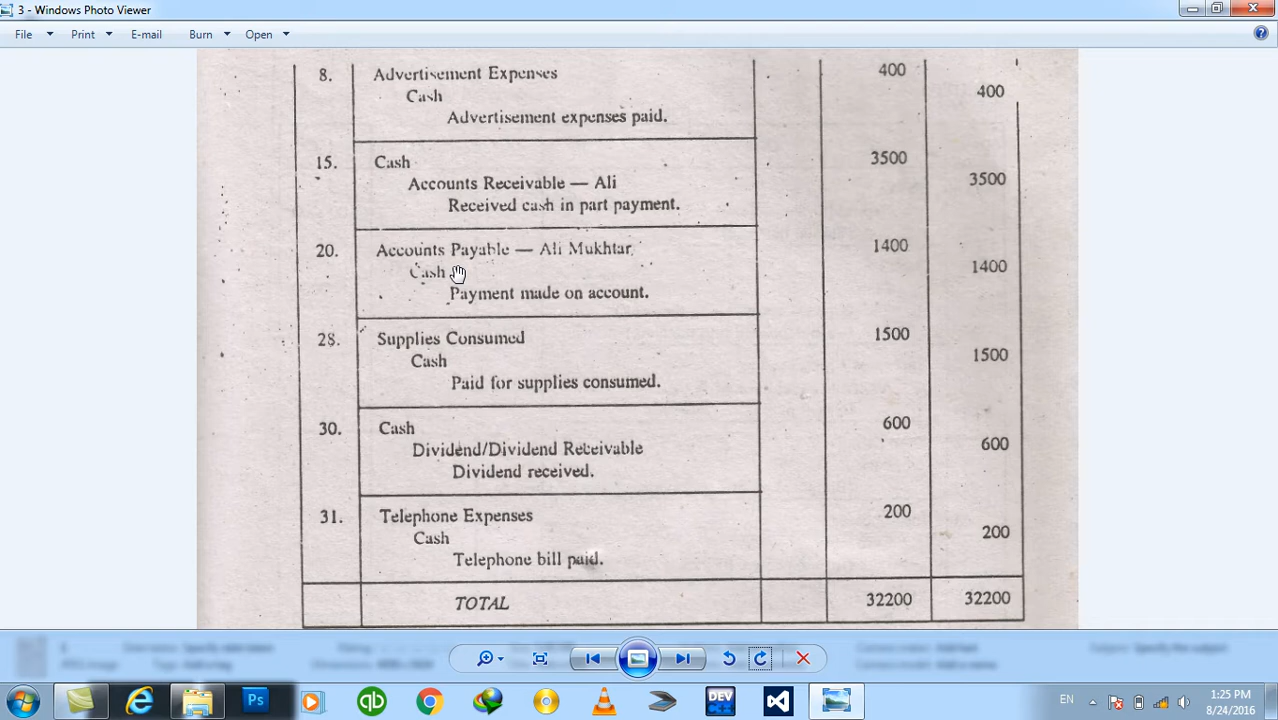 3 - Windows Photo Viewer
File Print E-mail Burn Open
8. Advertisement Expenses 400
Cash 400
Advertisement expenses paid.
15. Cash 3500
Accounts Receivable — Ali 3500
Received cash in part payment.
20. Accounts Payable — Ali Mukhtar 1400
Cash 1400
Payment made on account.
28. Supplies Consumed 1500
Cash 1500
Paid for supplies consumed.
30. Cash 600
Dividend/Dividend Receivable 600
Dividend received.
31. Telephone Expenses 200
Cash 200
Telephone bill paid.
TOTAL 32200 32200
Ps qb DEV EN 1:25 PM
8/24/2016